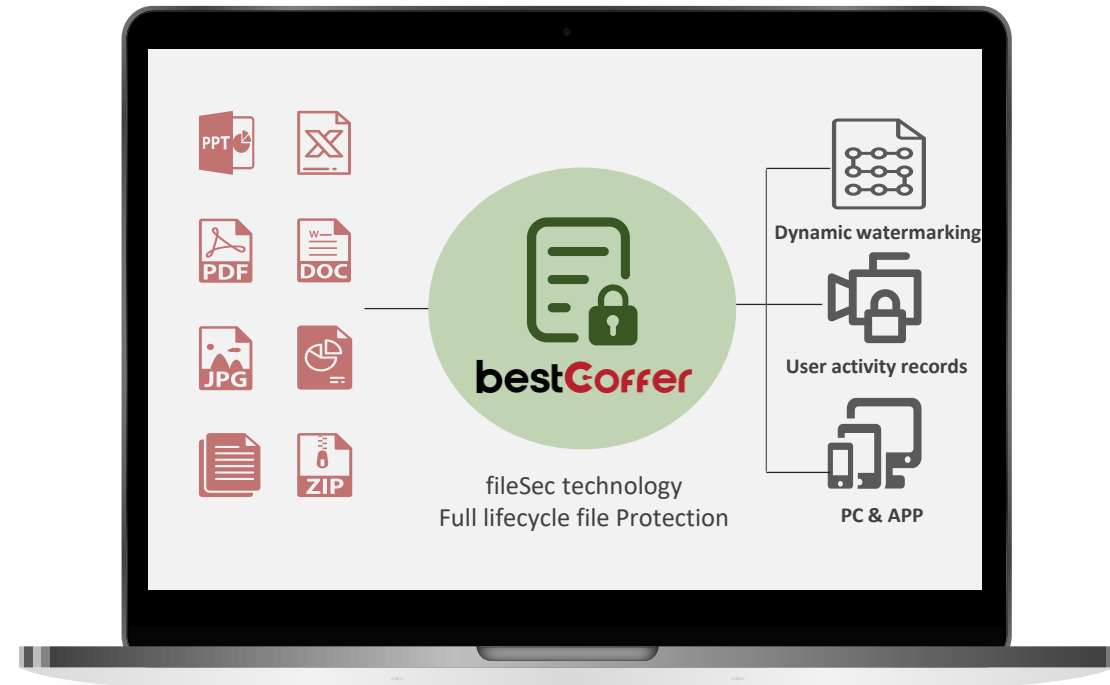 PPT
X
PDF
W
DOC
JPG
ZIP
bestCoffer
fileSec technology
Full lifecycle file Protection
Dynamic watermarking
User activity records
PC & APP